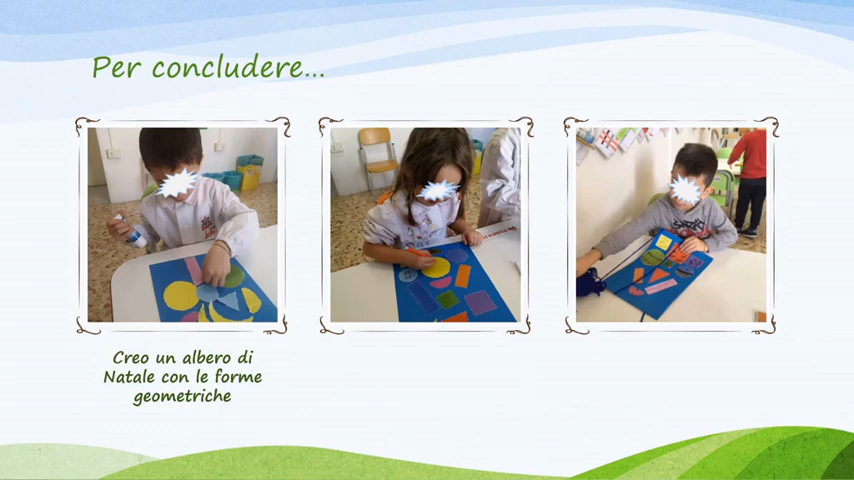 Per concludere...
Creo un albero di
Natale con le forme
geometriche